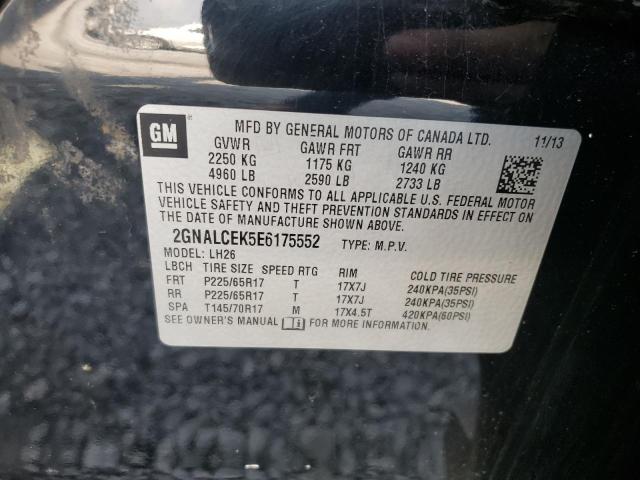 GM
MFD BY GENERAL MOTORS OF CANADA LTD. 11/13
GVWR GAWR FRT GAWR RR
2250 KG 1175 KG 1240 KG
4960 LB 2590 LB 2733 LB
THIS VEHICLE CONFORMS TO ALL APPLICABLE U.S. FEDERAL MOTOR
VEHICLE SAFETY AND THEFT PREVENTION STANDARDS IN EFFECT ON
THE DATE OF MANUFACTURE SHOWN ABOVE.
2GNALCEK5E6175552 TYPE: M.P.V.
MODEL: LH26
LBCH TIRE SIZE SPEED RTG RIM COLD TIRE PRESSURE
FRT P225/65R17 T 17X7J 240KPA(35PSI)
RR P225/65R17 T 17X7J 240KPA(35PSI)
SPA T145/70R17 M 17X4.5T 420KPA(60PSI)
SEE OWNER'S MANUAL FOR MORE INFORMATION.